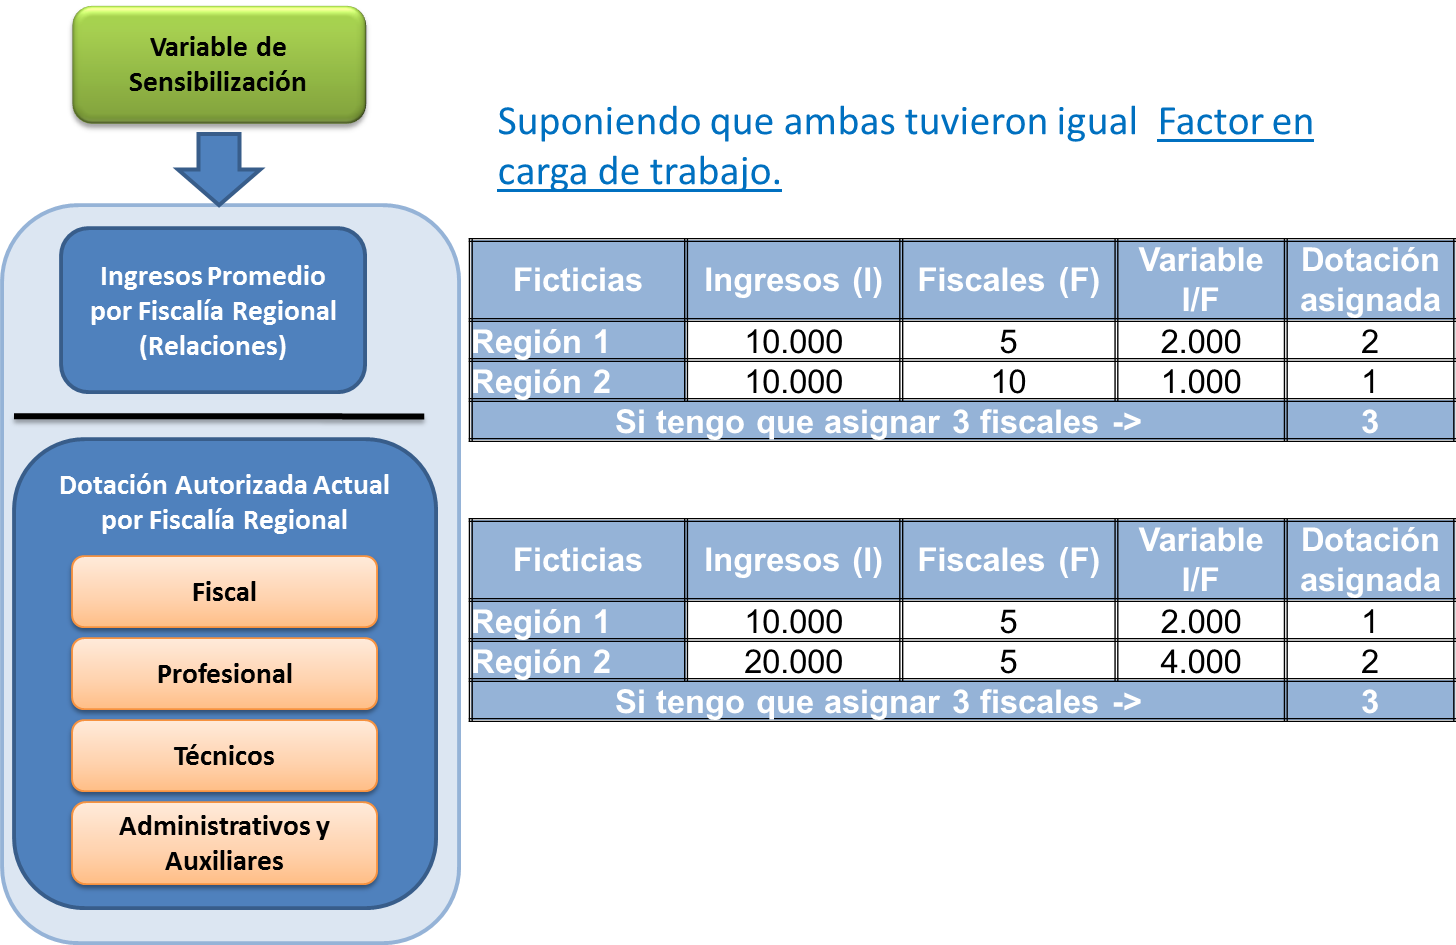 Variable de
Sensibilización
Ingresos Promedio
por Fiscalía Regional
(Relaciones)
Dotación Autorizada Actual
por Fiscalía Regional
Fiscal
Profesional
Técnicos
Administrativos y
Auxiliares
Suponiendo que ambas tuvieron igual Factor en
carga de trabajo.
Ficticias Ingresos (I) Fiscales (F) Variable I/F Dotación asignada
Región 1 10.000 5 2.000 2
Región 2 10.000 10 1.000 1
Si tengo que asignar 3 fiscales -> 3
Ficticias Ingresos (I) Fiscales (F) Variable I/F Dotación asignada
Región 1 10.000 5 2.000 1
Región 2 20.000 5 4.000 2
Si tengo que asignar 3 fiscales -> 3